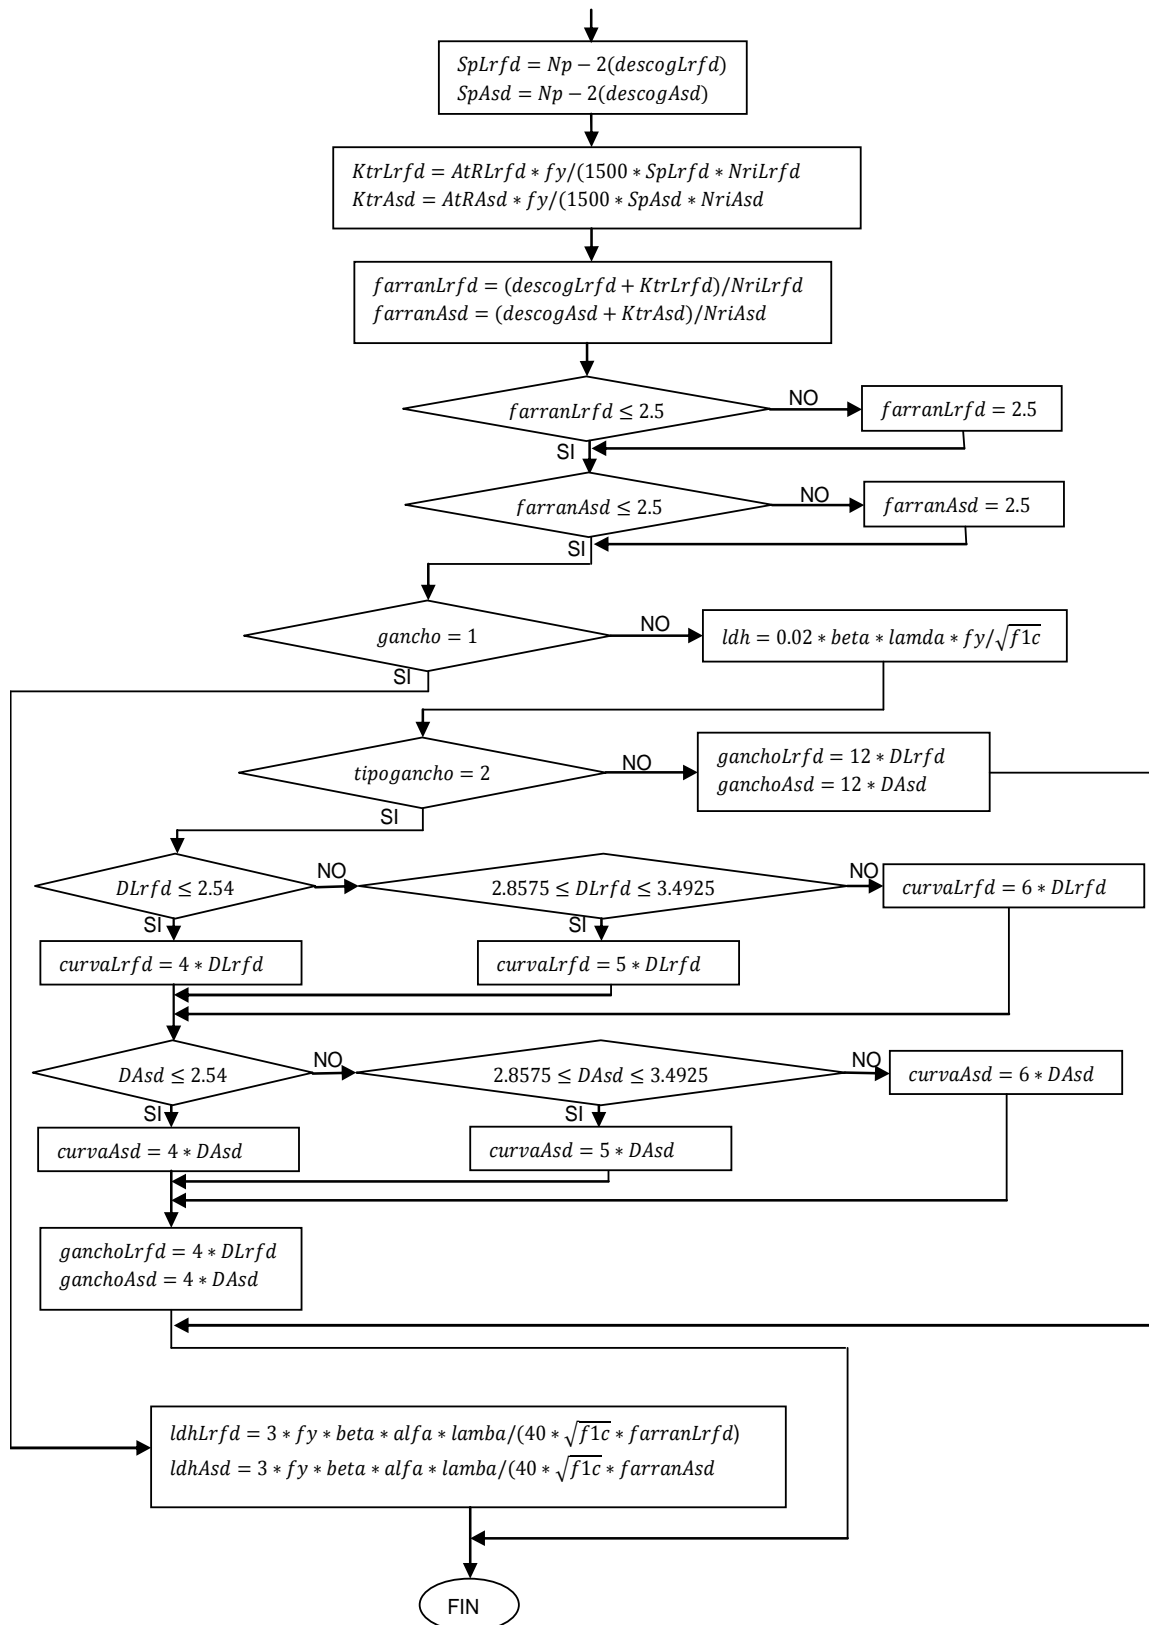 SpLrfd = Np − 2(descogLrfd)
SpAsd = Np − 2(descogAsd)
KtrLrfd = AtRLrfd * fy/(1500 * SpLrfd * NriLrfd
KtrAsd = AtRAsd * fy/(1500 * SpAsd * NriAsd
farranLrfd = (descogLrfd + KtrLrfd)/NriLrfd
farranAsd = (descogAsd + KtrAsd)/NriAsd
farranLrfd ≤ 2.5
NO
farranLrfd = 2.5
SI
farranAsd ≤ 2.5
NO
farranAsd = 2.5
SI
gancho = 1
NO
ldh = 0.02 * beta * lamda * fy/√f1c
SI
tipogancho = 2
NO
ganchoLrfd = 12 * DLrfd
ganchoAsd = 12 * DAsd
SI
DLrfd ≤ 2.54
NO
2.8575 ≤ DLrfd ≤ 3.4925
NO
curvaLrfd = 6 * DLrfd
SI
SI
curvaLrfd = 4 * DLrfd
curvaLrfd = 5 * DLrfd
DAsd ≤ 2.54
NO
2.8575 ≤ DAsd ≤ 3.4925
NO
curvaAsd = 6 * DAsd
SI
SI
curvaAsd = 4 * DAsd
curvaAsd = 5 * DAsd
ganchoLrfd = 4 * DLrfd
ganchoAsd = 4 * DAsd
ldhLrfd = 3 * fy * beta * alfa * lamba/(40 * √f1c * farranLrfd)
ldhAsd = 3 * fy * beta * alfa * lamba/(40 * √f1c * farranAsd
FIN